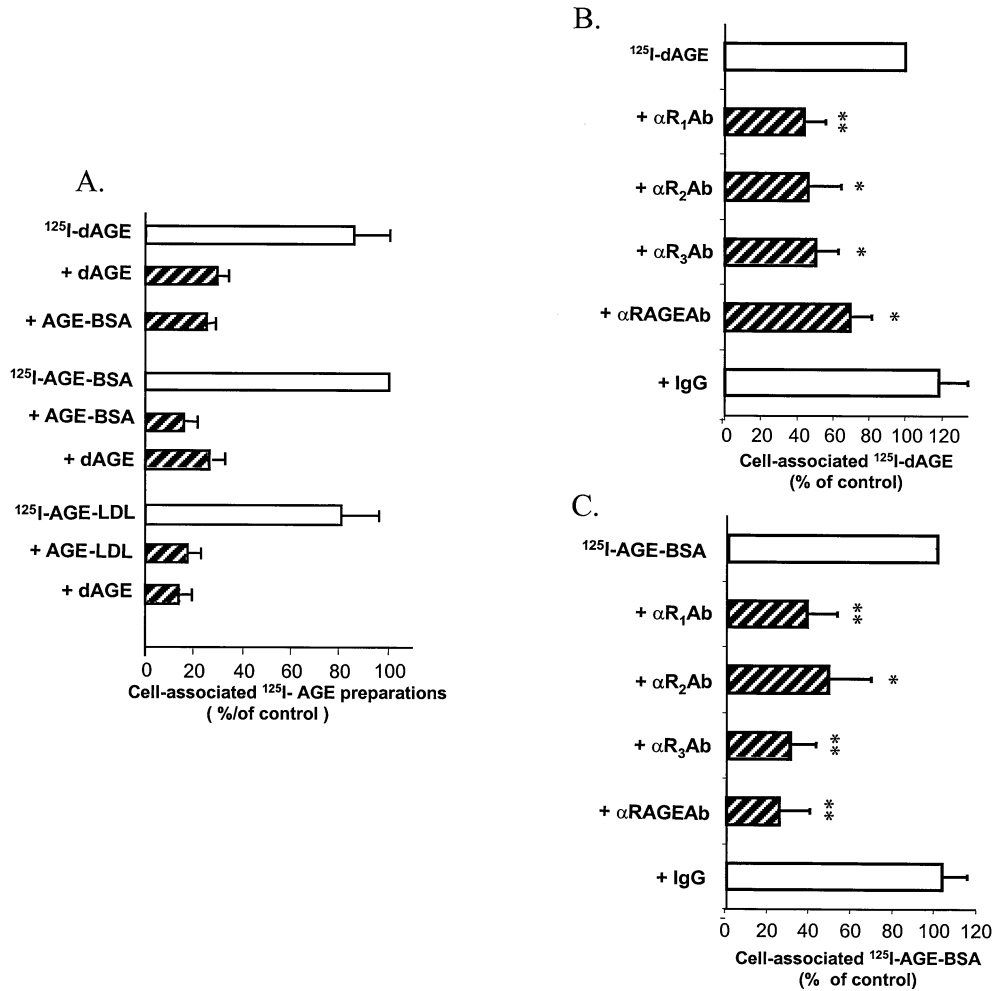 A.
¹²⁵I-dAGE
+ dAGE
+ AGE-BSA
¹²⁵I-AGE-BSA
+ AGE-BSA
+ dAGE
¹²⁵I-AGE-LDL
+ AGE-LDL
+ dAGE
0 20 40 60 80 100
Cell-associated ¹²⁵I- AGE preparations
( %/of control )
B.
¹²⁵I-dAGE
+ αR₁Ab **
+ αR₂Ab *
+ αR₃Ab *
+ αRAGEAb *
+ IgG
0 20 40 60 80 100 120
Cell-associated ¹²⁵I-dAGE
(% of control)
C.
¹²⁵I-AGE-BSA
+ αR₁Ab **
+ αR₂Ab *
+ αR₃Ab **
+ αRAGEAb **
+ IgG
0 20 40 60 80 100 120
Cell-associated ¹²⁵I-AGE-BSA
(% of control)